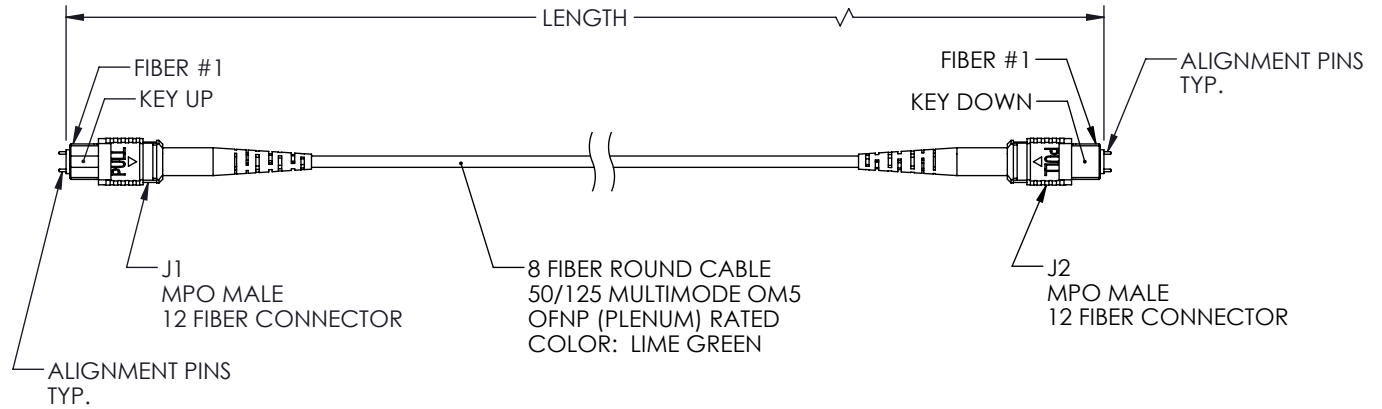 LENGTH
FIBER #1
KEY UP
FIBER #1
KEY DOWN
ALIGNMENT PINS
TYP.
PULL
PULL
J1
MPO MALE
12 FIBER CONNECTOR
8 FIBER ROUND CABLE
50/125 MULTIMODE OM5
OFNP (PLENUM) RATED
COLOR: LIME GREEN
J2
MPO MALE
12 FIBER CONNECTOR
ALIGNMENT PINS
TYP.